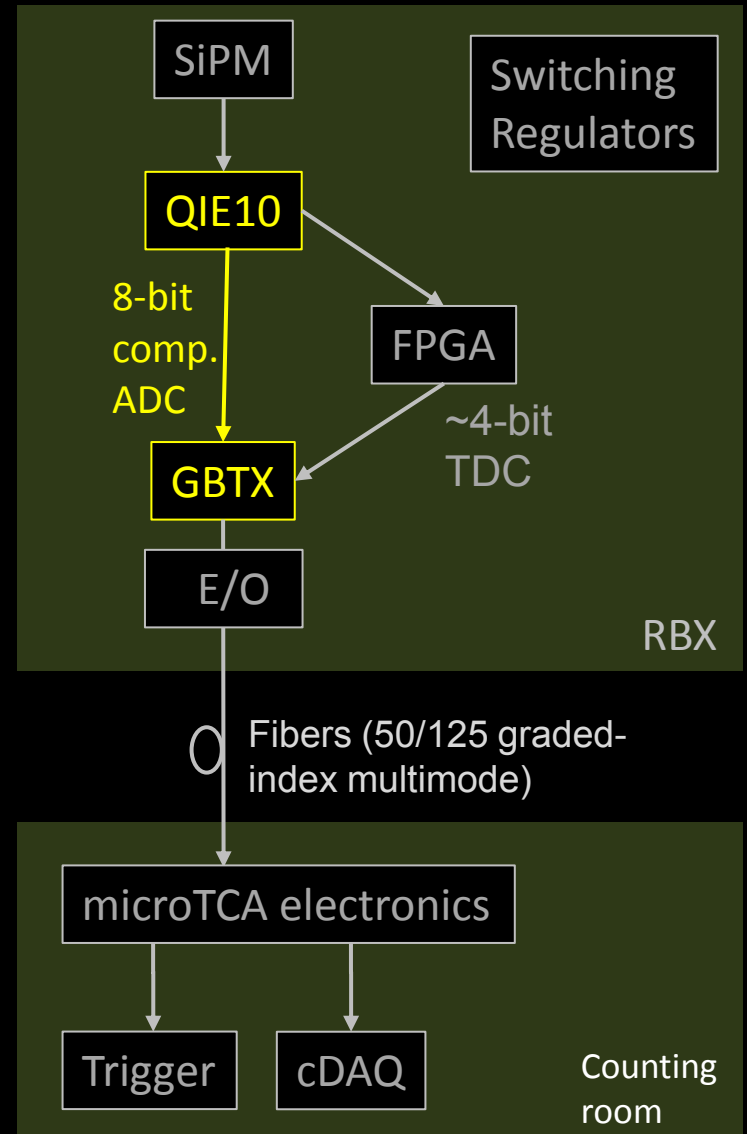 SiPM
Switching
Regulators
QIE10
8-bit
comp.
ADC
FPGA
~4-bit
TDC
GBTX
E/O
RBX
Fibers (50/125 graded-
index multimode)
microTCA electronics
Trigger
cDAQ
Counting
room